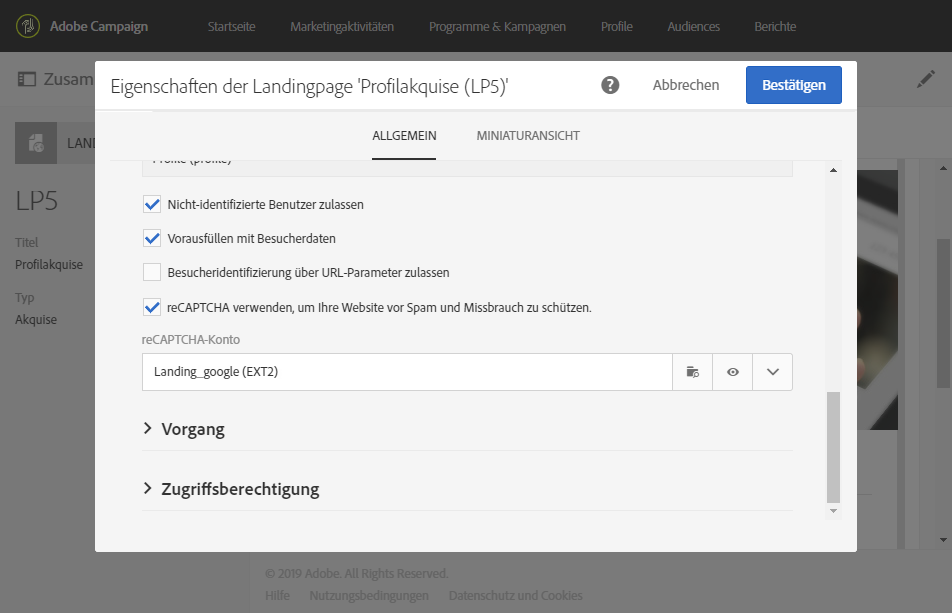 Adobe Campaign
Startseite
Marketingaktivitäten
Programme & Kampagnen
Profile
Audiences
Berichte
Zusam
Eigenschaften der Landingpage 'Profilakquise (LP5)'
?
Abbrechen
Bestätigen
LAND
ALLGEMEIN
MINIATURANSICHT
Profile (profile)
LP5
Titel
Profilakquise
Typ
Akquise
Nicht-identifizierte Benutzer zulassen
Vorausfüllen mit Besucherdaten
Besucheridentifizierung über URL-Parameter zulassen
reCAPTCHA verwenden, um Ihre Website vor Spam und Missbrauch zu schützen.
reCAPTCHA-Konto
Landing_google (EXT2)
Vorgang
Zugriffsberechtigung
© 2019 Adobe. All Rights Reserved.
Hilfe
Nutzungsbedingungen
Datenschutz und Cookies